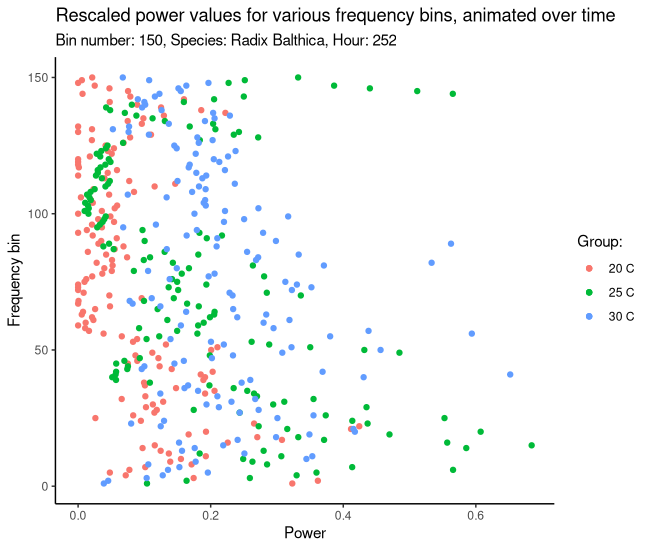 Rescaled power values for various frequency bins, animated over time
Bin number: 150, Species: Radix Balthica, Hour: 252
150
100
50
0
Frequency bin
0.0
0.2
0.4
0.6
Power
Group:
20 C
25 C
30 C